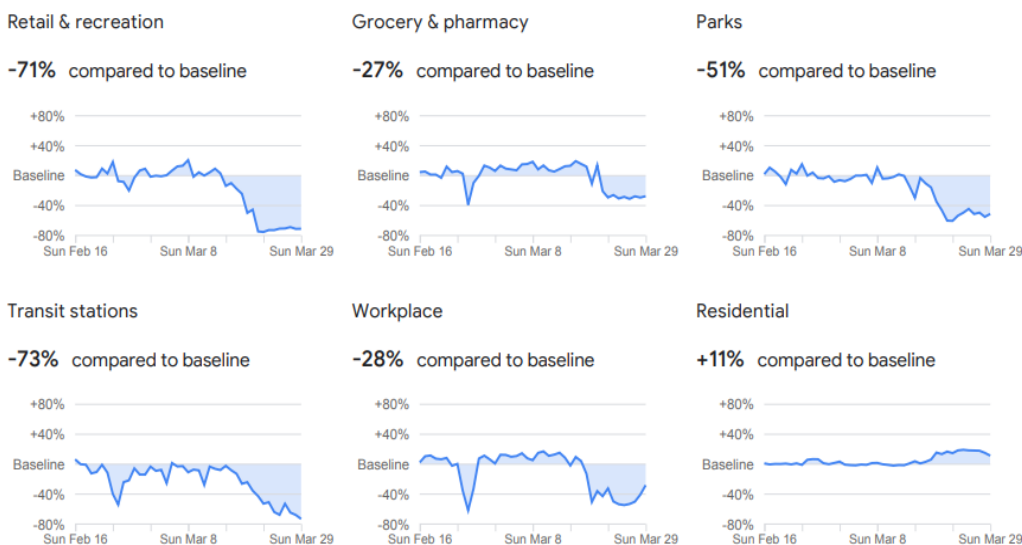 Retail & recreation
-71% compared to baseline
+80%
+40%
Baseline
-40%
-80%
Sun Feb 16 Sun Mar 8 Sun Mar 29
Grocery & pharmacy
-27% compared to baseline
+80%
+40%
Baseline
-40%
-80%
Sun Feb 16 Sun Mar 8 Sun Mar 29
Parks
-51% compared to baseline
+80%
+40%
Baseline
-40%
-80%
Sun Feb 16 Sun Mar 8 Sun Mar 29
Transit stations
-73% compared to baseline
+80%
+40%
Baseline
-40%
-80%
Sun Feb 16 Sun Mar 8 Sun Mar 29
Workplace
-28% compared to baseline
+80%
+40%
Baseline
-40%
-80%
Sun Feb 16 Sun Mar 8 Sun Mar 29
Residential
+11% compared to baseline
+80%
+40%
Baseline
-40%
-80%
Sun Feb 16 Sun Mar 8 Sun Mar 29